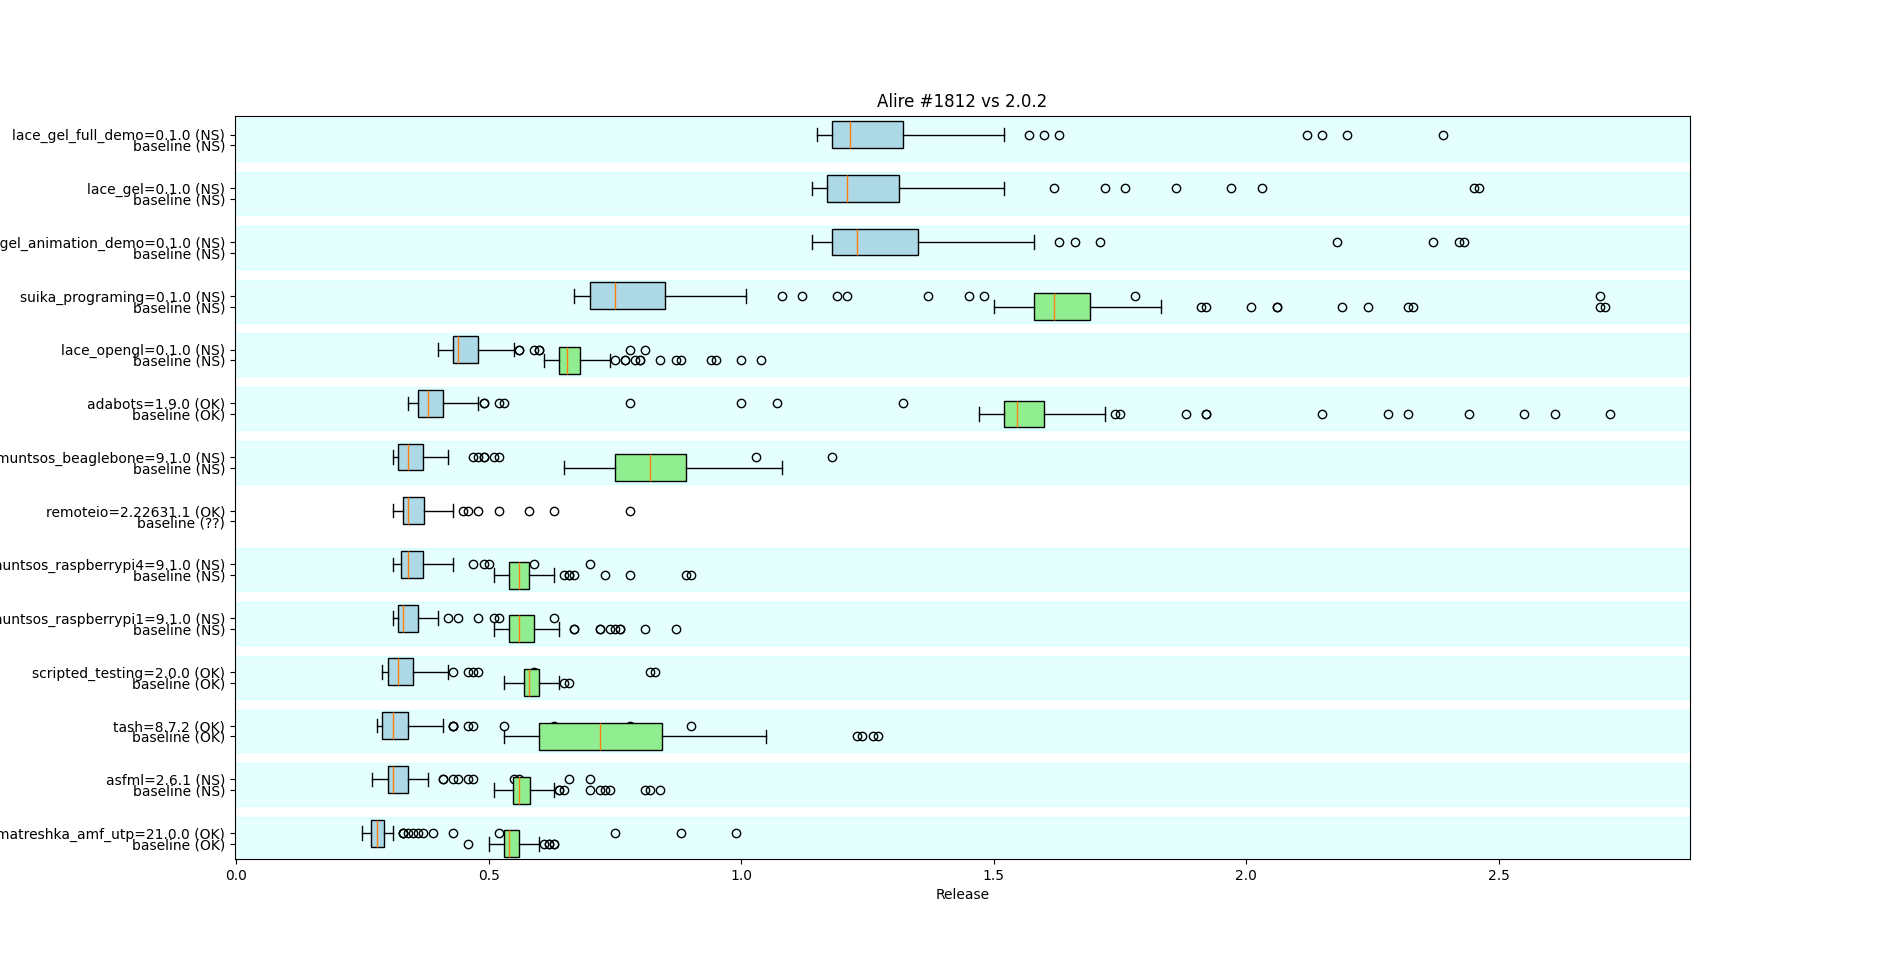 Alire #1812 vs 2.0.2
lace_gel_full_demo=0.1.0 (NS)
baseline (NS)
lace_gel=0.1.0 (NS)
baseline (NS)
gel_animation_demo=0.1.0 (NS)
baseline (NS)
suika_programing=0.1.0 (NS)
baseline (NS)
lace_opengl=0.1.0 (NS)
baseline (NS)
adabots=1.9.0 (OK)
baseline (OK)
muntsos_beaglebone=9.1.0 (NS)
baseline (NS)
remoteio=2.22631.1 (OK)
baseline (??)
untsos_raspberrypi4=9.1.0 (NS)
baseline (NS)
untsos_raspberrypi1=9.1.0 (NS)
baseline (NS)
scripted_testing=2.0.0 (OK)
baseline (OK)
tash=8.7.2 (OK)
baseline (OK)
asfml=2.6.1 (NS)
baseline (NS)
matreshka_amf_utp=21.0.0 (OK)
baseline (OK)
0.0 0.5 1.0 1.5 2.0 2.5
Release